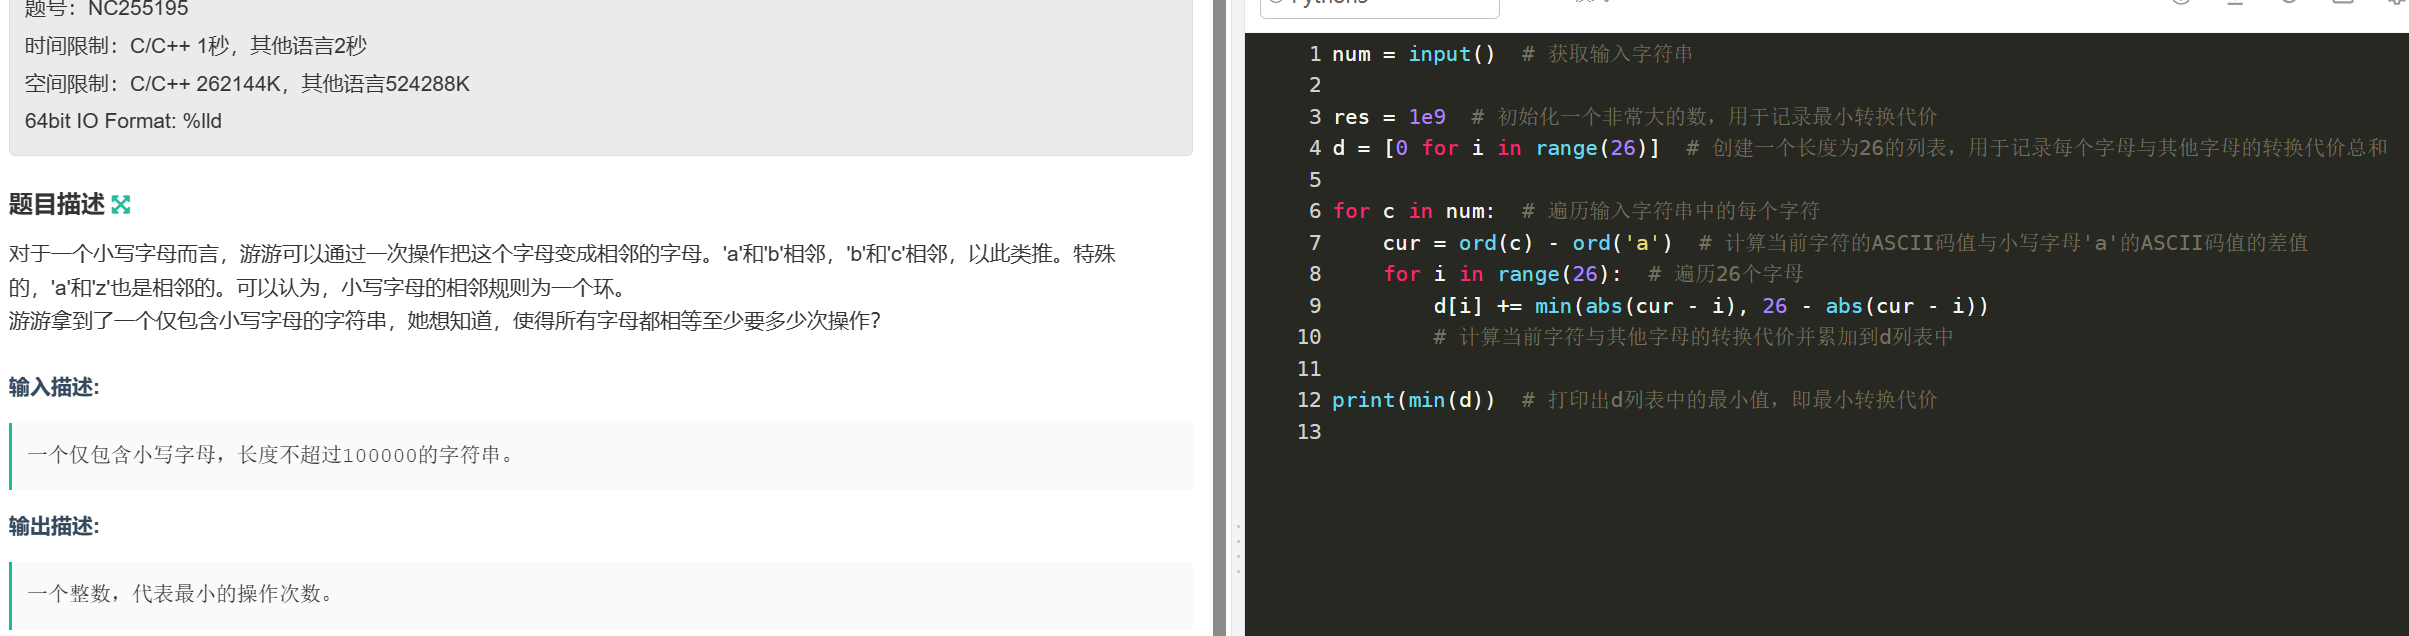 题号：NC255195
时间限制：C/C++ 1秒，其他语言2秒
空间限制：C/C++ 262144K，其他语言524288K
64bit IO Format: %lld
题目描述
对于一个小写字母而言，游游可以通过一次操作把这个字母变成相邻的字母。'a'和'b'相邻，'b'和'c'相邻，以此类推。特殊
的，'a'和'z'也是相邻的。可以认为，小写字母的相邻规则为一个环。
游游拿到了一个仅包含小写字母的字符串，她想知道，使得所有字母都相等至少要多少次操作？
输入描述:
一个仅包含小写字母，长度不超过100000的字符串。
输出描述:
一个整数，代表最小的操作次数。
1 num = input()  # 获取输入字符串
2
3 res = 1e9  # 初始化一个非常大的数，用于记录最小转换代价
4 d = [0 for i in range(26)]  # 创建一个长度为26的列表，用于记录每个字母与其他字母的转换代价总和
5
6 for c in num:  # 遍历输入字符串中的每个字符
7     cur = ord(c) - ord('a')  # 计算当前字符的ASCII码值与小写字母'a'的ASCII码值的差值
8     for i in range(26):  # 遍历26个字母
9         d[i] += min(abs(cur - i), 26 - abs(cur - i))
10         # 计算当前字符与其他字母的转换代价并累加到d列表中
11
12 print(min(d))  # 打印出d列表中的最小值，即最小转换代价
13